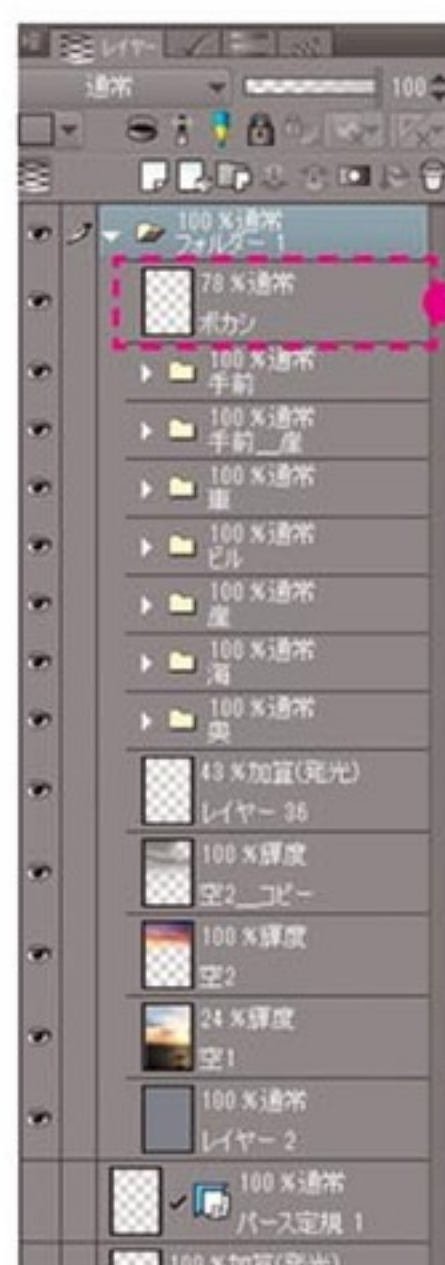 レイヤー
通常 100
100 %通常
フォルダー 1
78 %通常
ボカシ
100 %通常
手前
100 %通常
手前__崖
100 %通常
車
100 %通常
ビル
100 %通常
崖
100 %通常
海
100 %通常
奥
43 %加算(発光)
レイヤー 36
100 %輝度
空2__コピー
100 %輝度
空2
24 %輝度
空1
100 %通常
レイヤー 2
100 %通常
パース定規 1
100 %加算(発光)